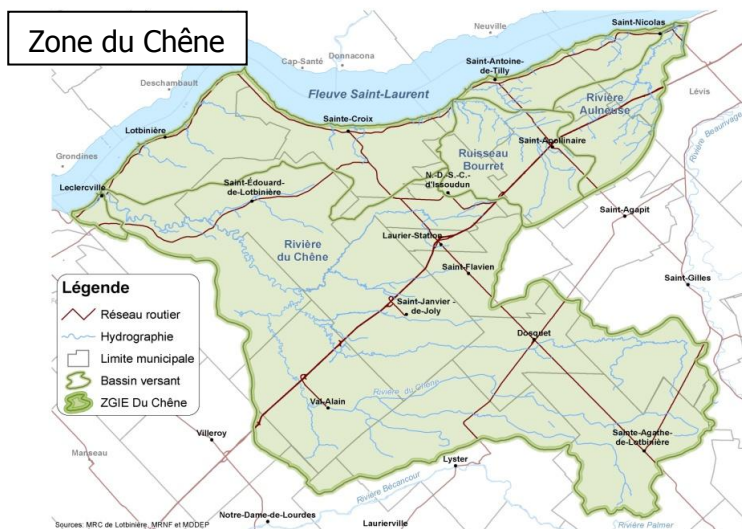 Zone du Chêne
Neuville
Saint-Nicolas
Donnacona
Cap-Santé
Saint-Antoine-
de-Tilly
Deschambault
Fleuve Saint-Laurent
Rivière
Aulneuse
Lévis
Sainte-Croix
Lotbinière
Saint-Apollinaire
Rivière Beaurivage
Grondines
Ruisseau
Bourret
N.-D.-S.-C.-
d'Issoudun
Leclercville
Saint-Édouard-
de-Lotbinière
Saint-Agapit
Rivière
du Chêne
Laurier-Station
Saint-Flavien
Saint-Gilles
Légende
Réseau routier
Hydrographie
Limite municipale
Bassin versant
ZGIE Du Chêne
Saint-Janvier -
de-Joly
Dosquet
Rivière du Chêne
Val-Alain
Villeroy
Sainte-Agathe-
de-Lotbinière
Manseau
Lyster
Rivière Bécancour
Notre-Dame-de-Lourdes
Laurierville
Rivière Palmer
Sources: MRC de Lotbinière, MRNF et MDDEP